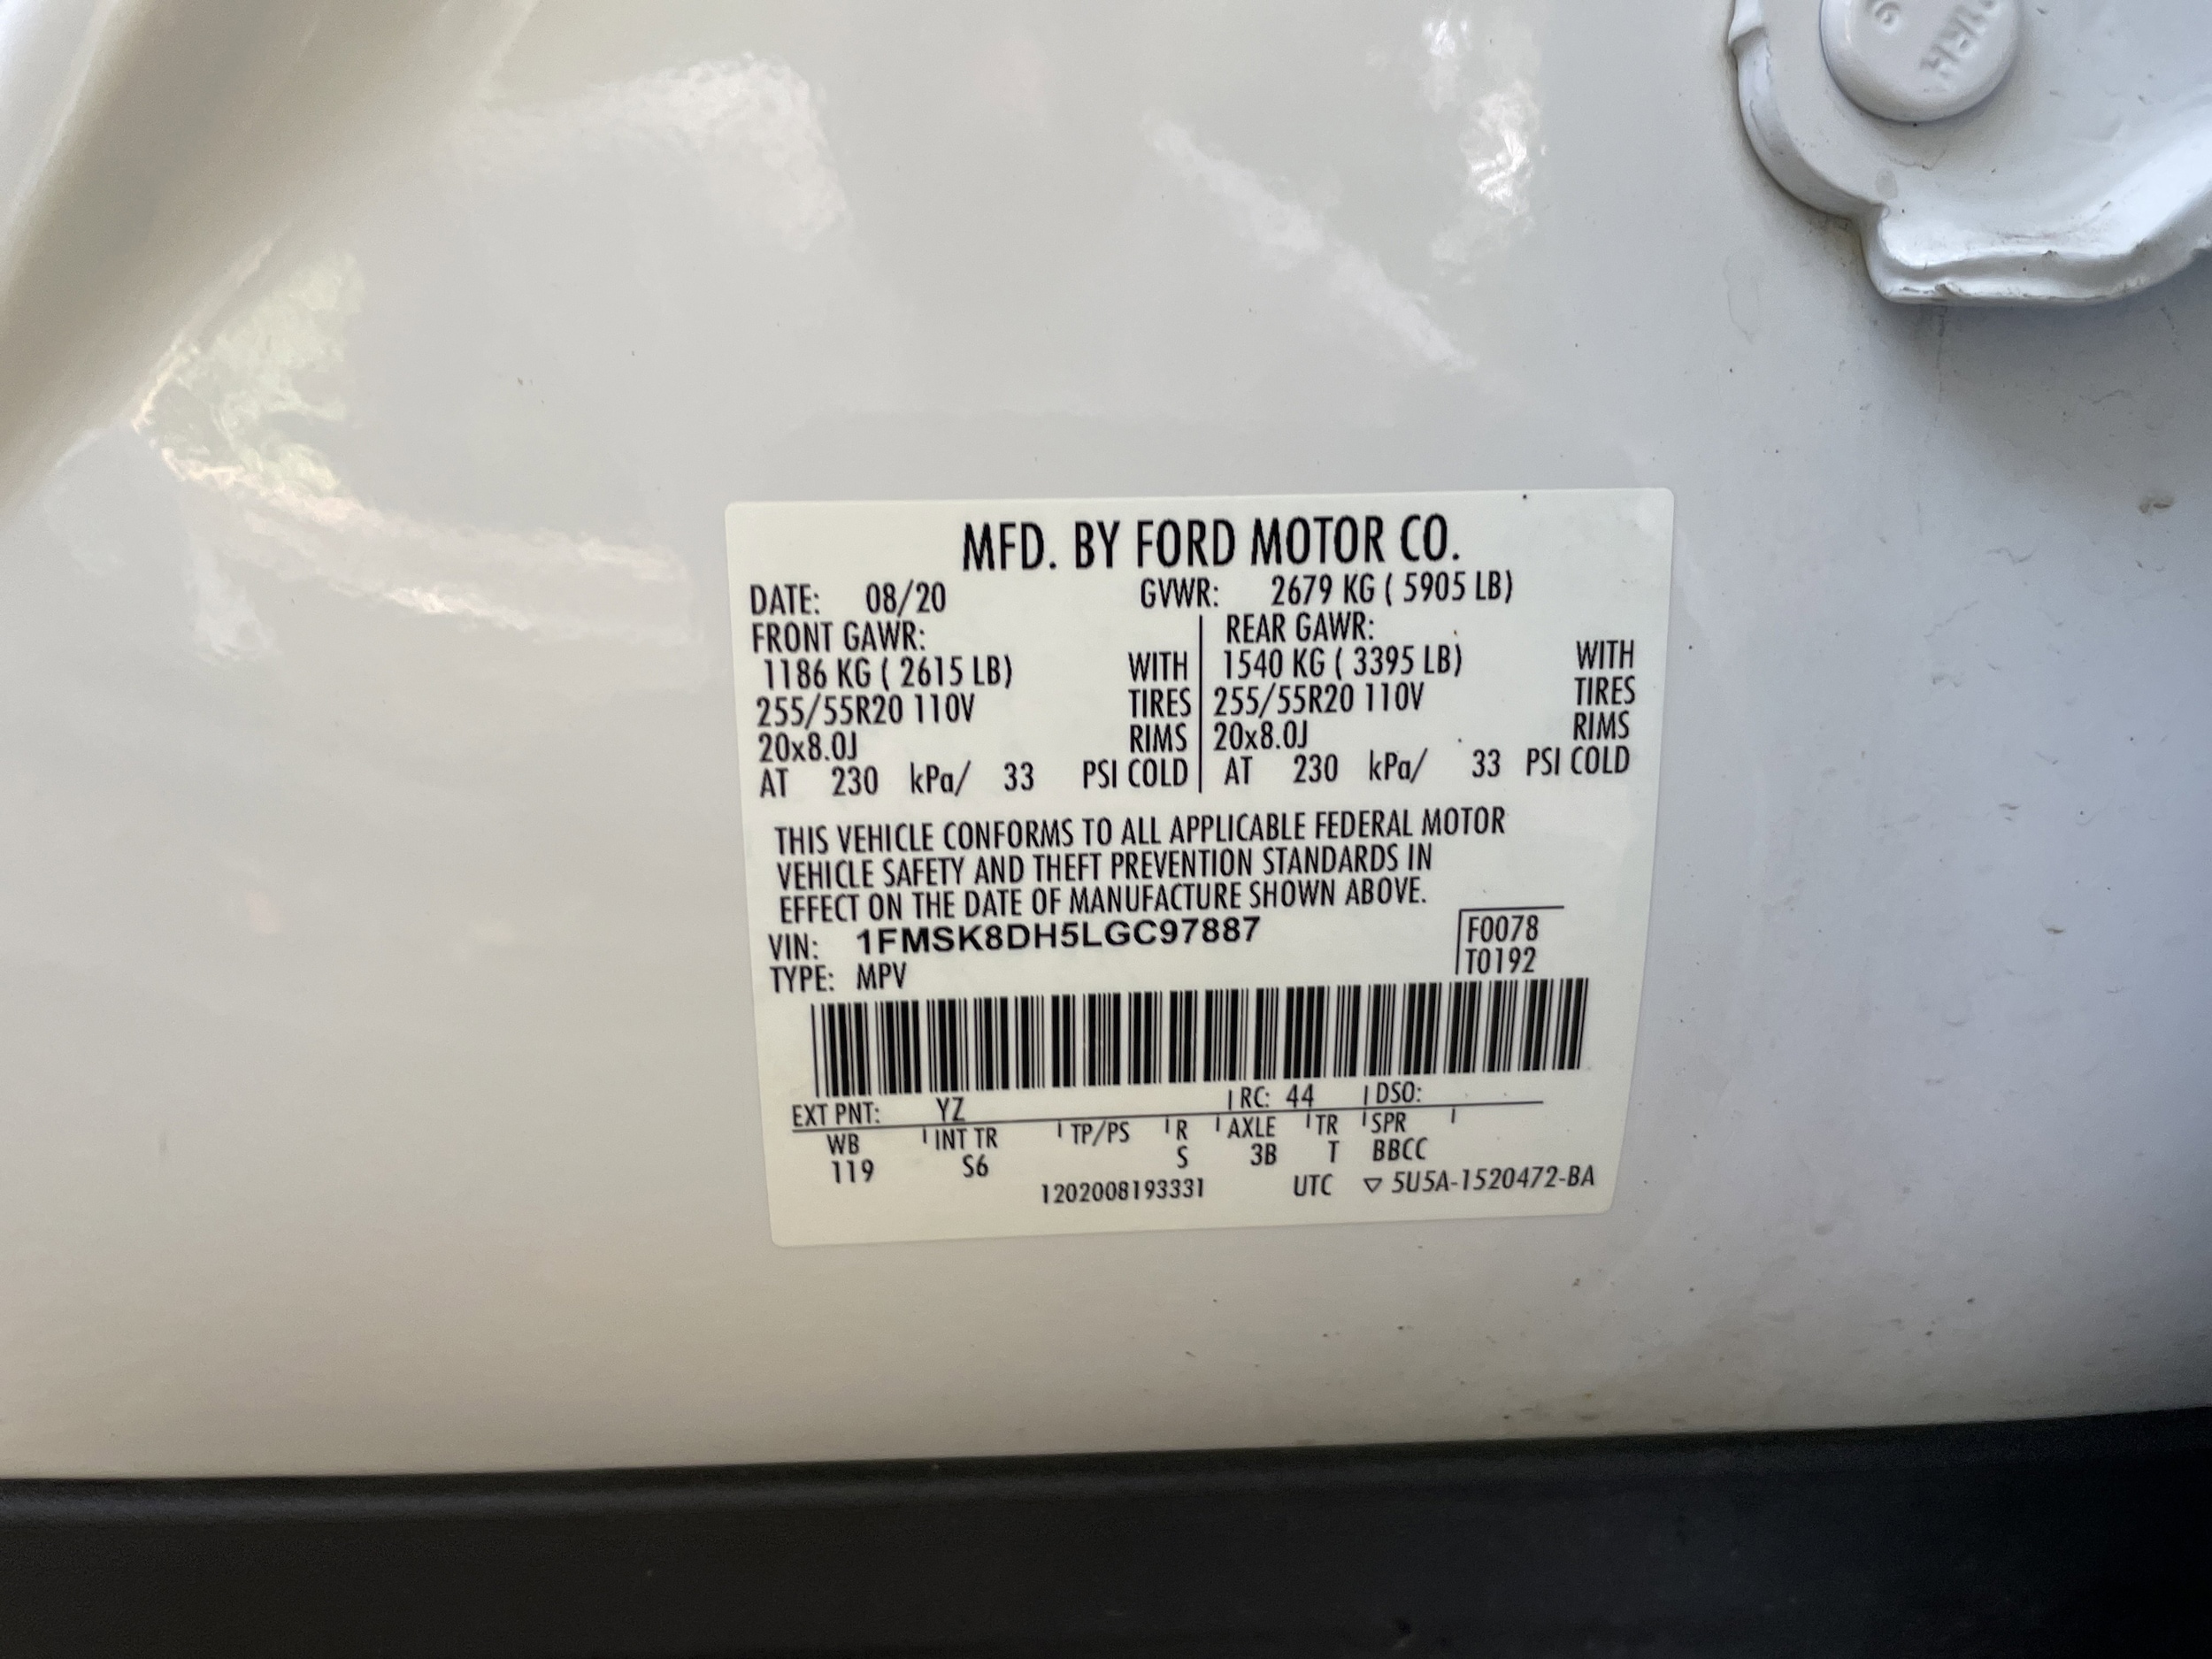 MFD. BY FORD MOTOR CO.
DATE: 08/20 GVWR: 2679 KG ( 5905 LB)
FRONT GAWR: REAR GAWR:
1186 KG ( 2615 LB) WITH 1540 KG ( 3395 LB) WITH
255/55R20 110V TIRES 255/55R20 110V TIRES
20x8.0J RIMS 20x8.0J RIMS
AT 230 kPa/ 33 PSI COLD AT 230 kPa/ 33 PSI COLD
THIS VEHICLE CONFORMS TO ALL APPLICABLE FEDERAL MOTOR
VEHICLE SAFETY AND THEFT PREVENTION STANDARDS IN
EFFECT ON THE DATE OF MANUFACTURE SHOWN ABOVE.
VIN: 1FMSK8DH5LGC97887 F0078
TYPE: MPV T0192
EXT PNT: YZ RC: 44 DSO:
WB INT TR TP/PS R AXLE TR SPR
119 S6 S 3B T BBCC
1202008193331 UTC ▽ 5U5A-1520472-BA